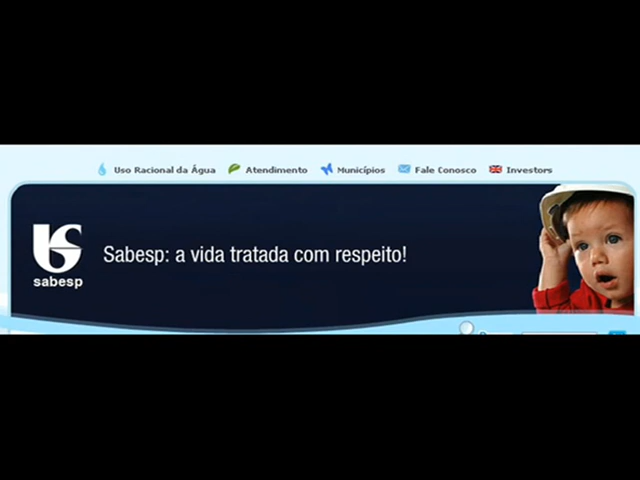 Uso Racional da Água Atendimento Municípios Fale Conosco Investors
Sabesp: a vida tratada com respeito!
sabesp